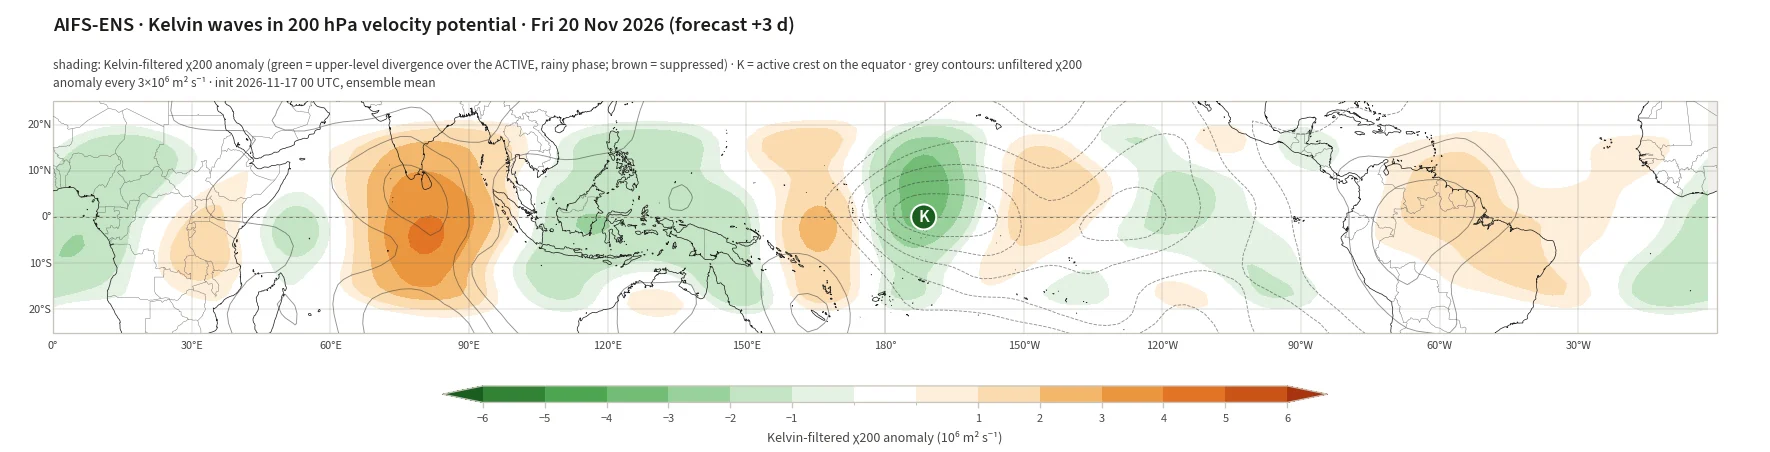 AIFS-ENS · Kelvin waves in 200 hPa velocity potential · Fri 20 Nov 2026 (forecast +3 d)
shading: Kelvin-filtered χ200 anomaly (green = upper-level divergence over the ACTIVE, rainy phase; brown = suppressed) · K = active crest on the equator · grey contours: unfiltered χ200
anomaly every 3×10⁶ m² s⁻¹ · init 2026-11-17 00 UTC, ensemble mean
20°N
10°N
0°
10°S
20°S
K
0° 30°E 60°E 90°E 120°E 150°E 180° 150°W 120°W 90°W 60°W 30°W
−6 −5 −4 −3 −2 −1 1 2 3 4 5 6
Kelvin-filtered χ200 anomaly (10⁶ m² s⁻¹)